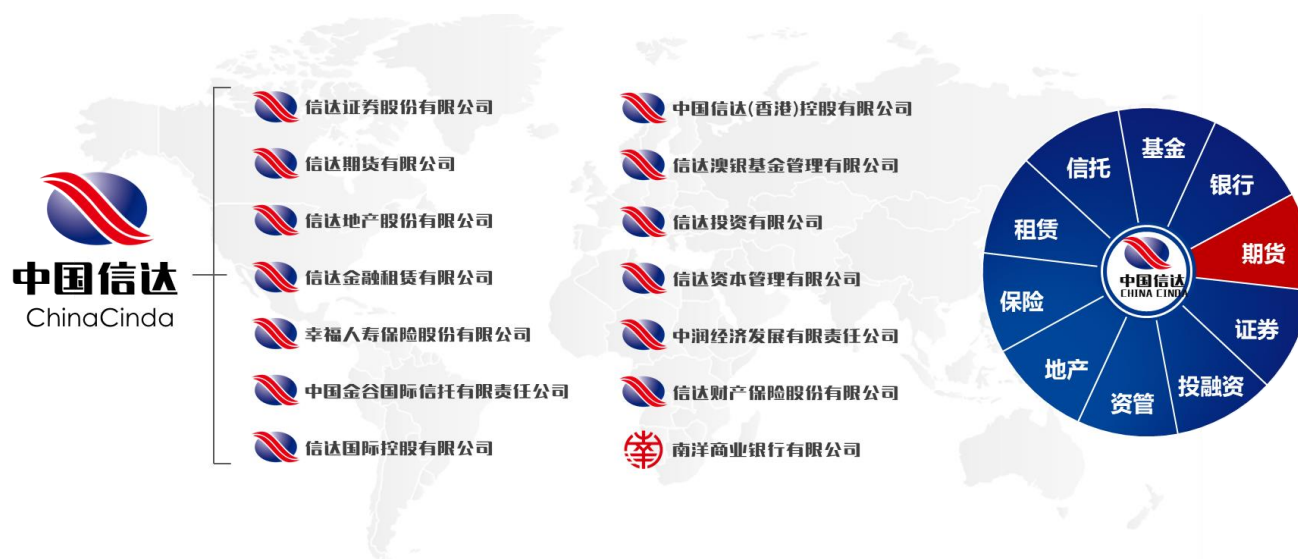 中国信达
ChinaCinda
信达证券股份有限公司
信达期货有限公司
信达地产股份有限公司
信达金融租赁有限公司
幸福人寿保险股份有限公司
中国金谷国际信托有限责任公司
信达国际控股有限公司
中国信达(香港)控股有限公司
信达澳银基金管理有限公司
信达投资有限公司
信达资本管理有限公司
中润经济发展有限责任公司
信达财产保险股份有限公司
南洋商业银行有限公司
基金
银行
期货
证券
投融资
资管
地产
保险
租赁
信托
中国信达
CHINA CINDA